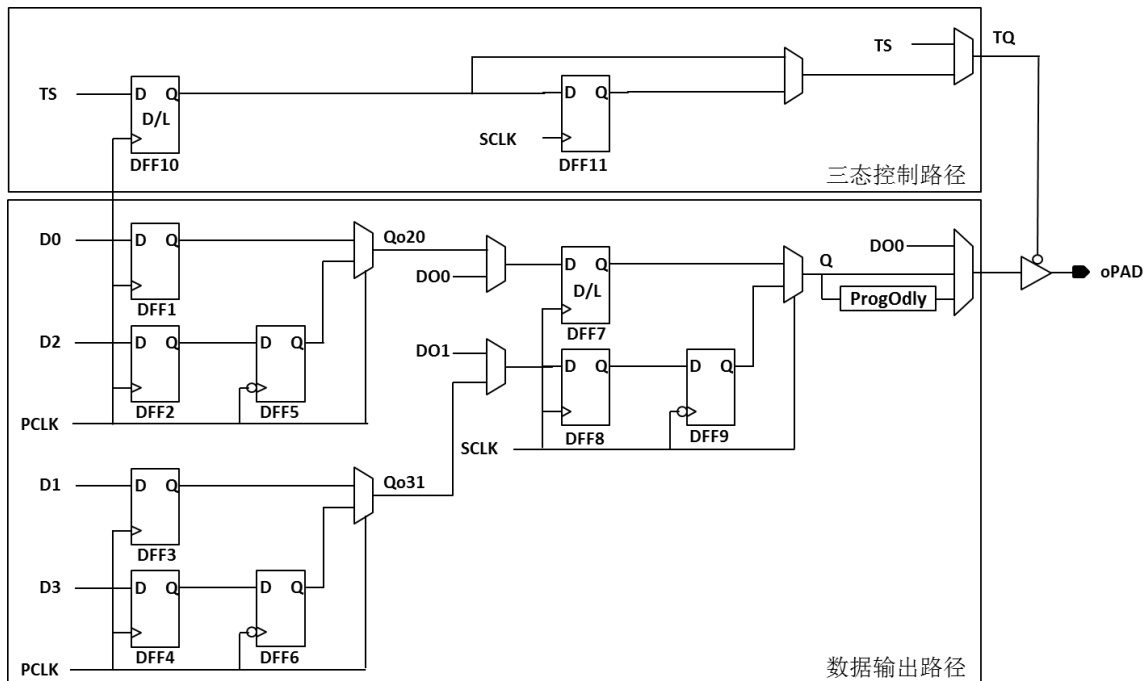 TS
TQ
TS
D Q
D/L
DFF10
D Q
SCLK
DFF11
三态控制路径
D0
D Q
DFF1
Qo20
DO0
D Q
D/L
DFF7
Q
DO0
ProgOdly
oPAD
D2
D Q
DFF2
D Q
DFF5
PCLK
DO1
D Q
DFF8
D Q
DFF9
SCLK
D1
D Q
DFF3
Qo31
D3
D Q
DFF4
D Q
DFF6
PCLK
数据输出路径